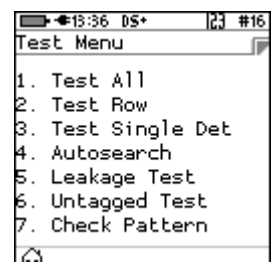 13:36 DS+ 123 #16
Test Menu
1. Test All
2. Test Row
3. Test Single Det
4. Autosearch
5. Leakage Test
6. Untagged Test
7. Check Pattern